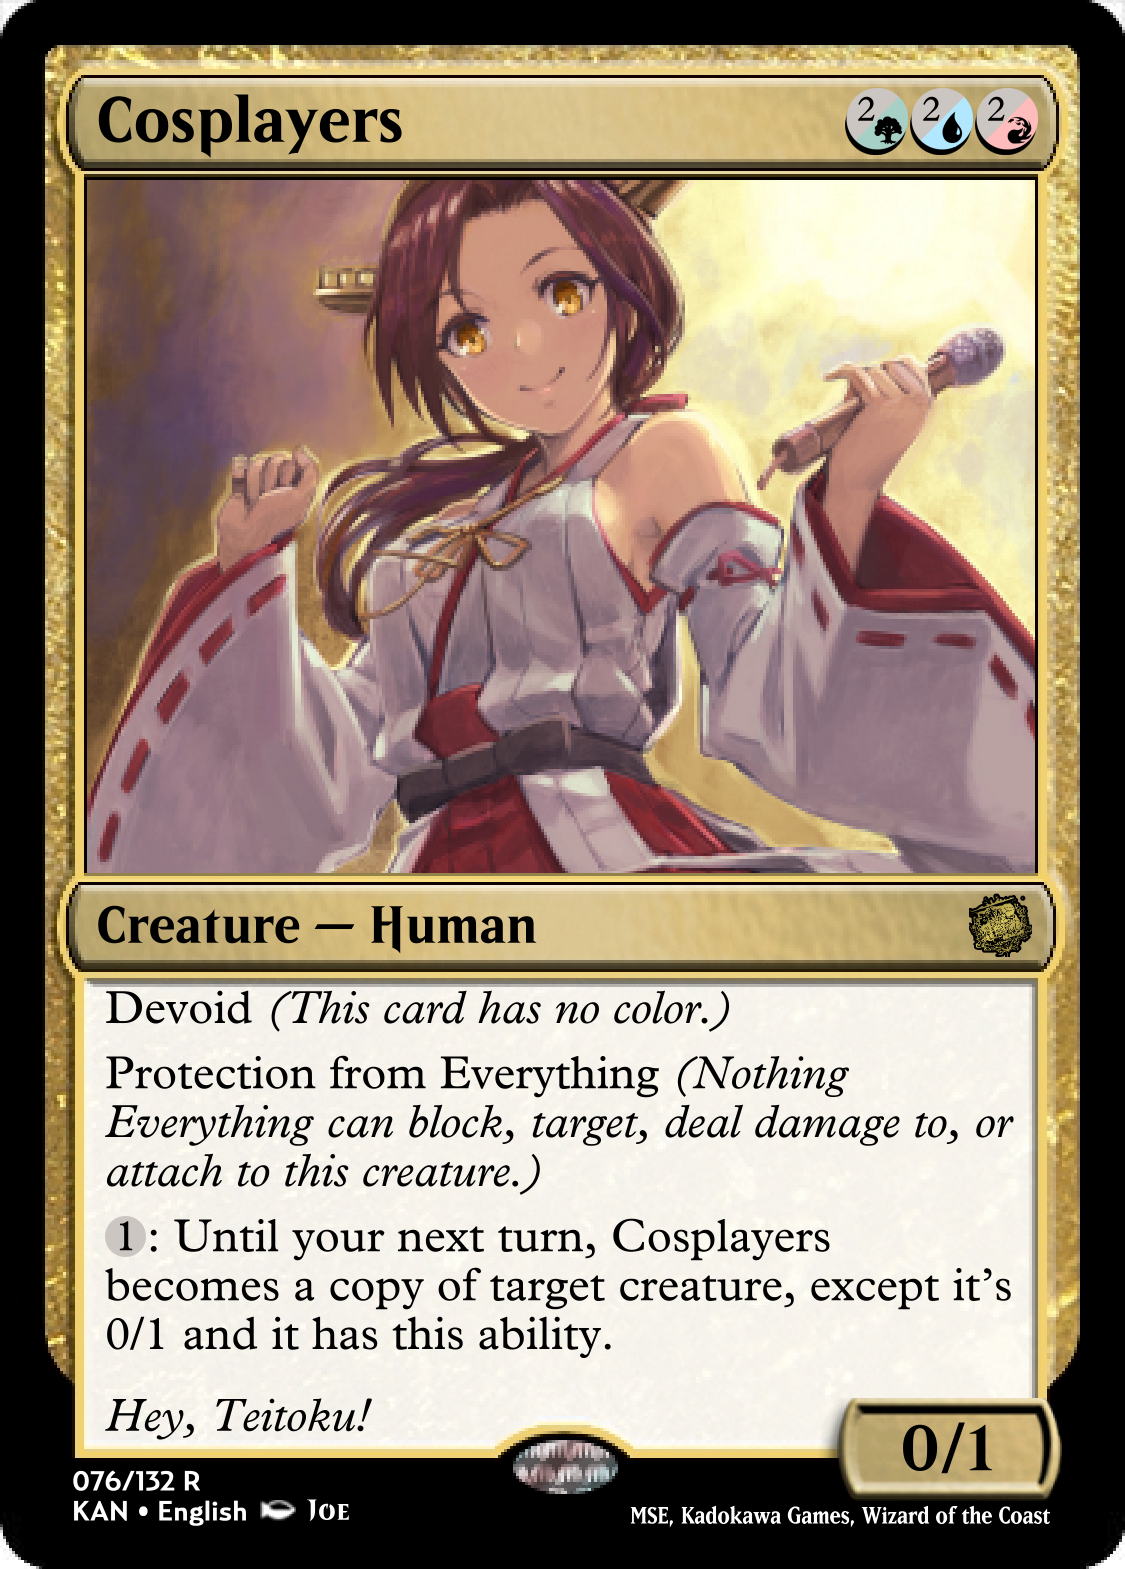 Cosplayers 2 2 2
Creature — Human
Devoid (This card has no color.)
Protection from Everything (Nothing
Everything can block, target, deal damage to, or
attach to this creature.)
1: Until your next turn, Cosplayers
becomes a copy of target creature, except it's
0/1 and it has this ability.
Hey, Teitoku!
0/1
076/132 R
KAN • English JOE
MSE, Kadokawa Games, Wizard of the Coast